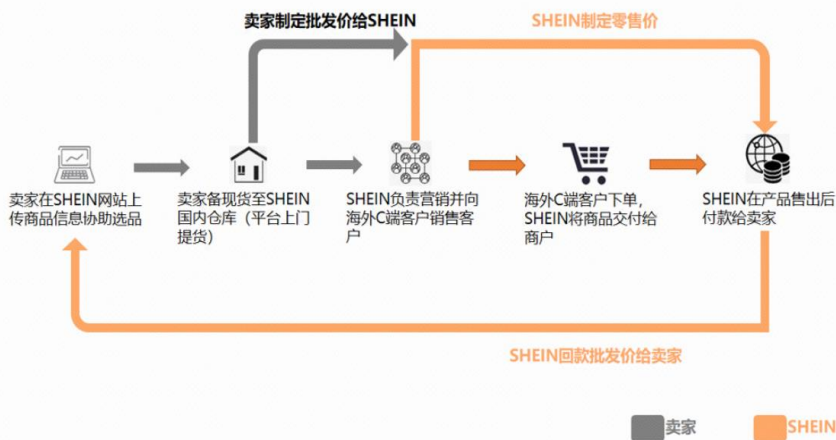 卖家制定批发价给SHEIN
SHEIN制定零售价
卖家在SHEIN网站上
传商品信息协助选品
卖家备现货至SHEIN
国内仓库（平台上门
提货）
SHEIN负责营销并向
海外C端客户销售客
户
海外C端客户下单，
SHEIN将商品交付给
商户
SHEIN在产品售出后
付款给卖家
SHEIN回款批发价给卖家
卖家
SHEIN